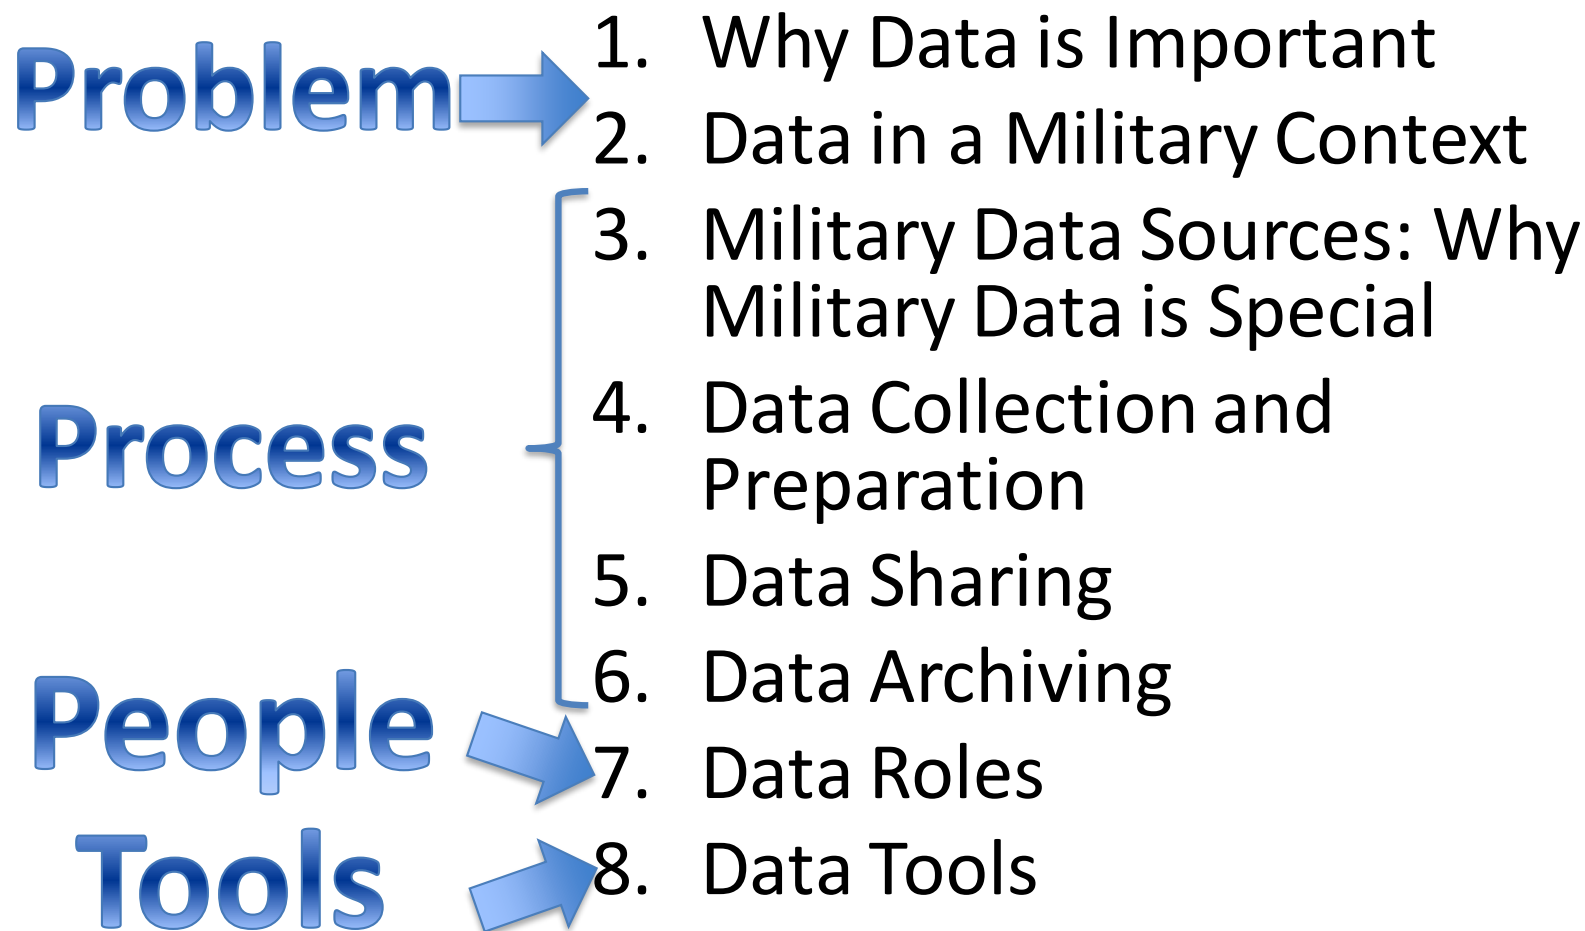 Problem
1. Why Data is Important
2. Data in a Military Context
3. Military Data Sources: Why
Military Data is Special
Process
4. Data Collection and
Preparation
5. Data Sharing
6. Data Archiving
People
7. Data Roles
Tools
8. Data Tools